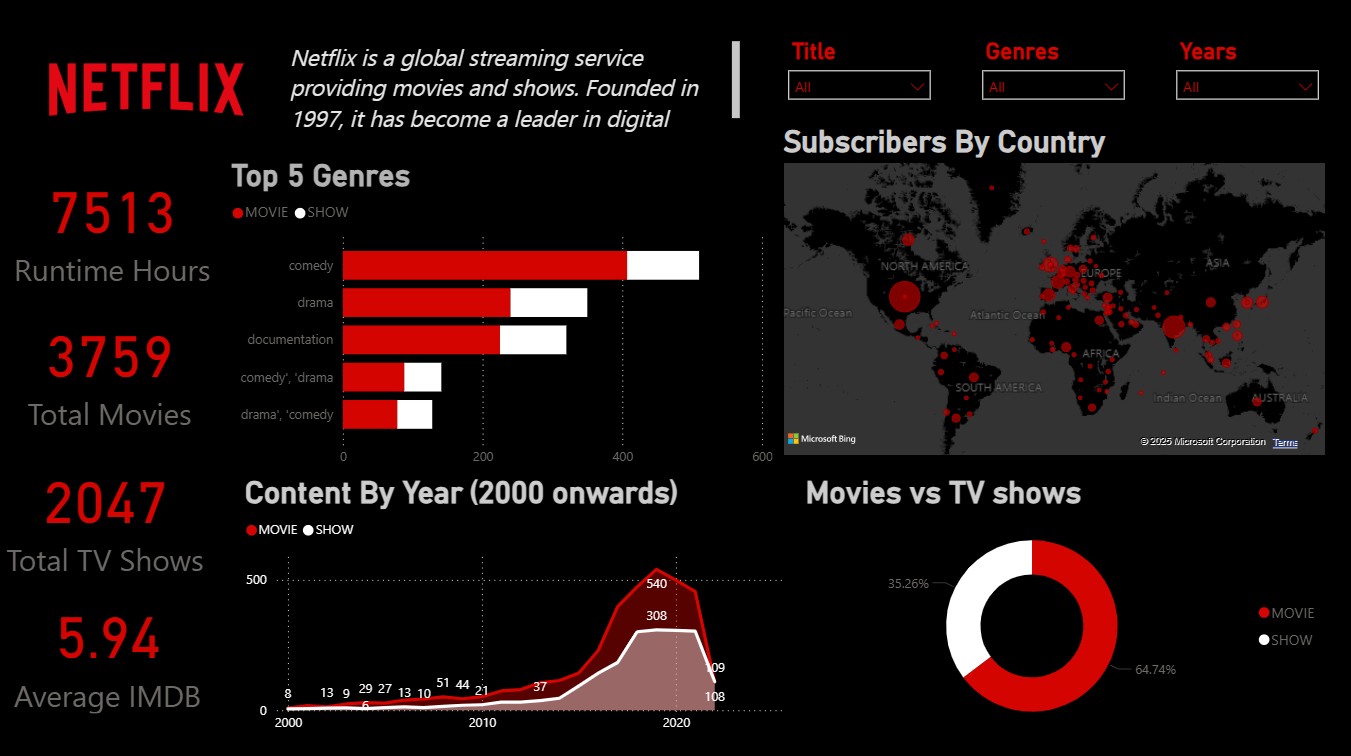 NETFLIX
Netflix is a global streaming service
providing movies and shows. Founded in
1997, it has become a leader in digital
Title
All
Genres
All
Years
All
7513
Runtime Hours
3759
Total Movies
2047
Total TV Shows
5.94
Average IMDB
Top 5 Genres
MOVIE SHOW
comedy
drama
documentation
comedy', 'drama
drama', 'comedy
0 200 400 600
Subscribers By Country
NORTH AMERICA
EUROPE
ASIA
Pacific Ocean
Atlantic Ocean
AFRICA
SOUTH AMERICA
Indian Ocean
AUSTRALIA
Microsoft Bing
© 2025 Microsoft Corporation Terms
Content By Year (2000 onwards)
MOVIE SHOW
500
0
540
308
109
108
8 13 9 29 27 13 10 51 44 21 37
6
2000 2010 2020
Movies vs TV shows
35.26%
64.74%
MOVIE
SHOW